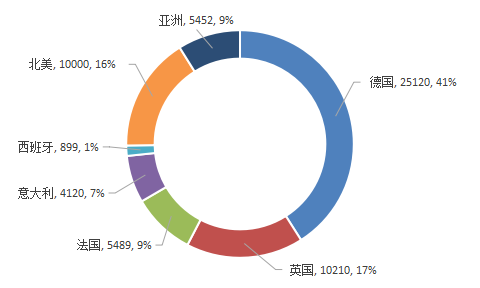 亚洲, 5452, 9%
北美, 10000, 16%
德国, 25120, 41%
西班牙, 899, 1%
意大利, 4120, 7%
法国, 5489, 9%
英国, 10210, 17%